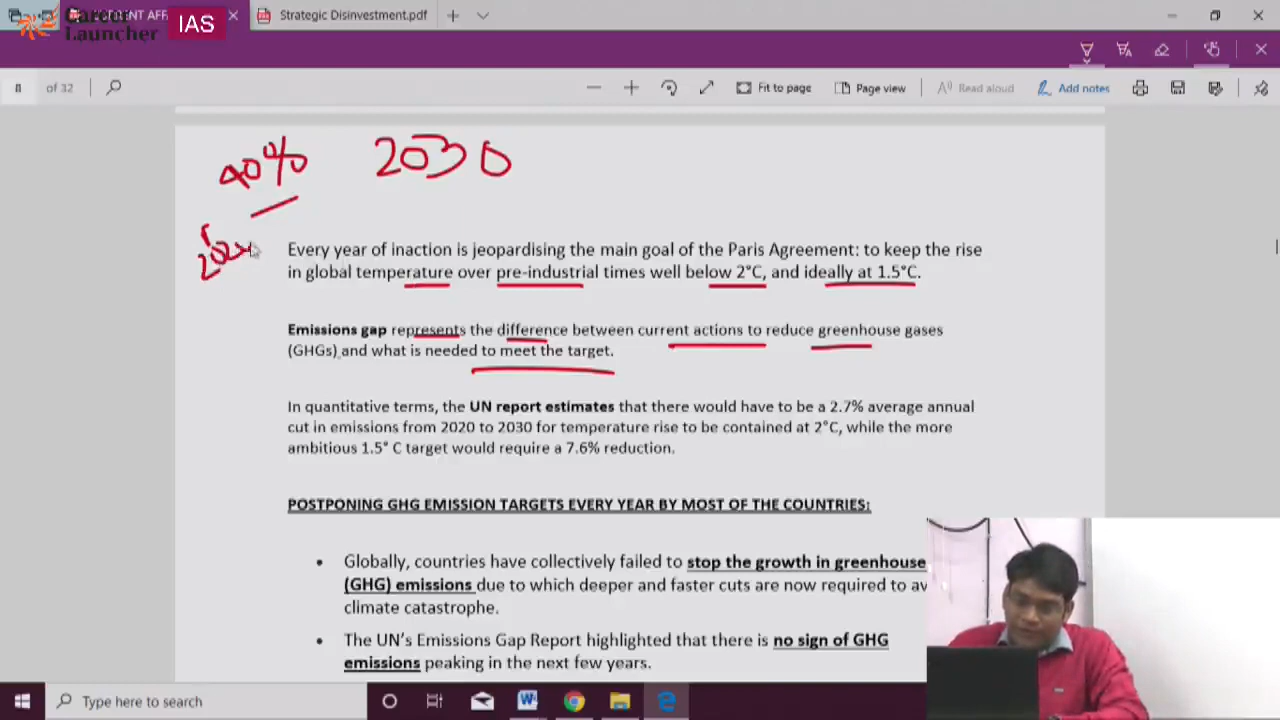 CURRENT AFF
Strategic Disinvestment.pdf
Career
Launcher
IAS
8 of 32
Fit to page
Page view
Read aloud
Add notes
40% 2030
Every year of inaction is jeopardising the main goal of the Paris Agreement: to keep the rise
in global temperature over pre-industrial times well below 2°C, and ideally at 1.5°C.
Emissions gap represents the difference between current actions to reduce greenhouse gases
(GHGs) and what is needed to meet the target.
In quantitative terms, the UN report estimates that there would have to be a 2.7% average annual
cut in emissions from 2020 to 2030 for temperature rise to be contained at 2°C, while the more
ambitious 1.5° C target would require a 7.6% reduction.
POSTPONING GHG EMISSION TARGETS EVERY YEAR BY MOST OF THE COUNTRIES:
• Globally, countries have collectively failed to stop the growth in greenhouse
(GHG) emissions due to which deeper and faster cuts are now required to av
climate catastrophe.
• The UN's Emissions Gap Report highlighted that there is no sign of GHG
emissions peaking in the next few years.
Type here to search